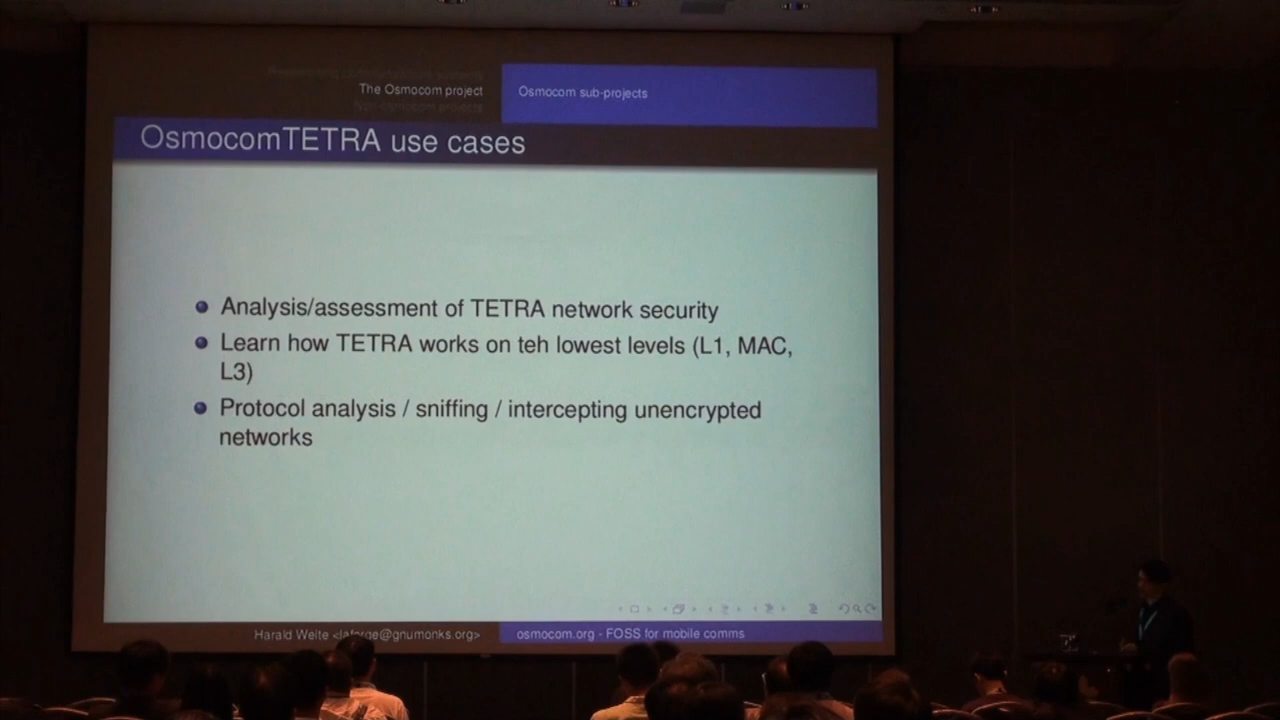 The Osmocom project
Osmocom sub-projects
OsmocomTETRA use cases
Analysis/assessment of TETRA network security
Learn how TETRA works on teh lowest levels (L1, MAC,
L3)
Protocol analysis / sniffing / intercepting unencrypted
networks
Harald Welte <laforge@gnumonks.org>
osmocom.org - FOSS for mobile comms